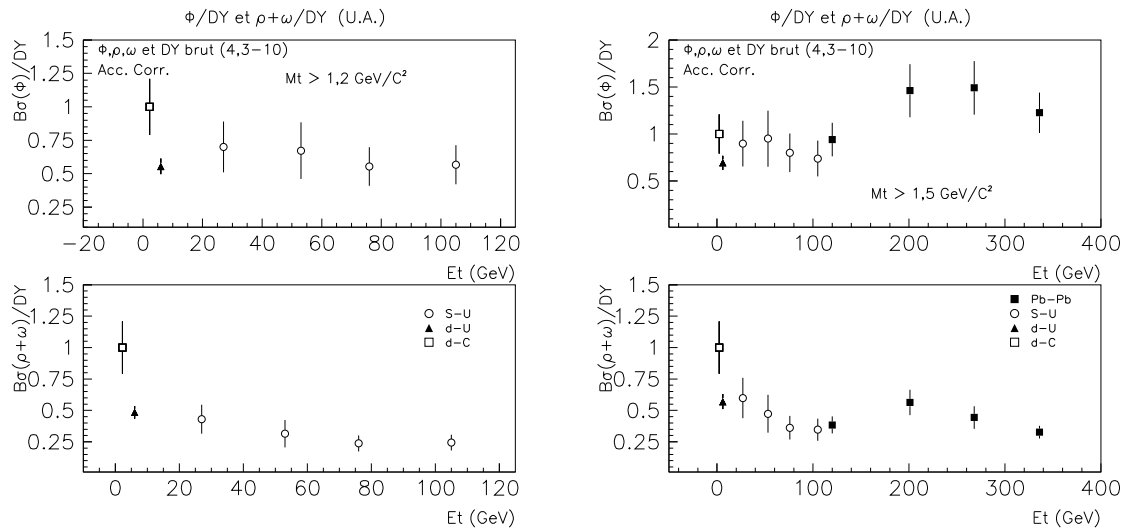 Φ/DY et ρ+ω/DY (U.A.)
Bσ(Φ)/DY
1.5
1.25
1
0.75
0.5
0.25
Φ,ρ,ω et DY brut (4,3−10)
Acc. Corr.
Mt > 1,2 GeV/C²
−20 0 20 40 60 80 100 120
Et (GeV)
Φ/DY et ρ+ω/DY (U.A.)
Bσ(Φ)/DY
2
1.5
1
0.5
Φ,ρ,ω et DY brut (4,3−10)
Acc. Corr.
Mt > 1,5 GeV/C²
0 100 200 300 400
Et (GeV)
Bσ(ρ+ω)/DY
1.5
1.25
1
0.75
0.5
0.25
S−U
d−U
d−C
0 20 40 60 80 100 120
Et (GeV)
Bσ(ρ+ω)/DY
1.5
1.25
1
0.75
0.5
0.25
Pb−Pb
S−U
d−U
d−C
0 100 200 300 400
Et (GeV)